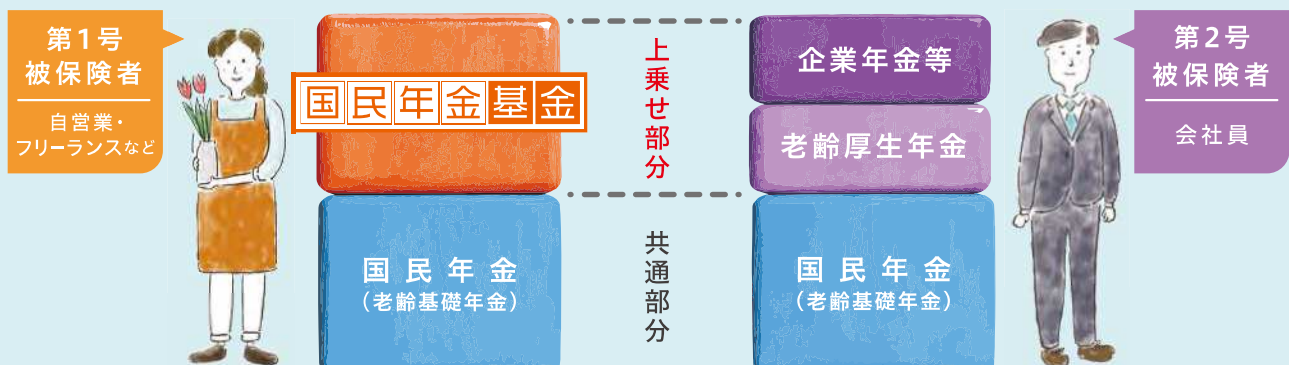 第1号
被保険者
自営業・
フリーランスなど
国民年金基金
国民年金
（老齢基礎年金）
上乗せ部分
共通部分
企業年金等
老齢厚生年金
国民年金
（老齢基礎年金）
第2号
被保険者
会社員